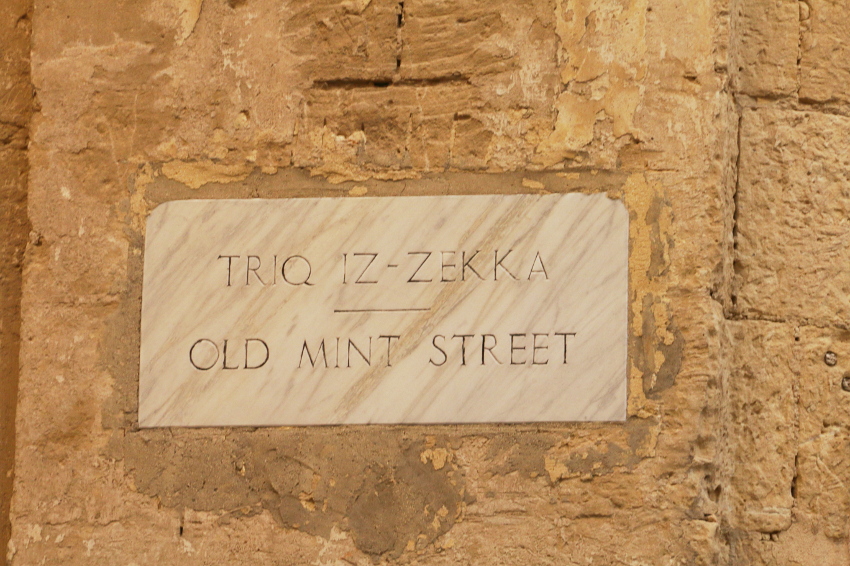 TRIQ IZ-ZEKKA
OLD MINT STREET